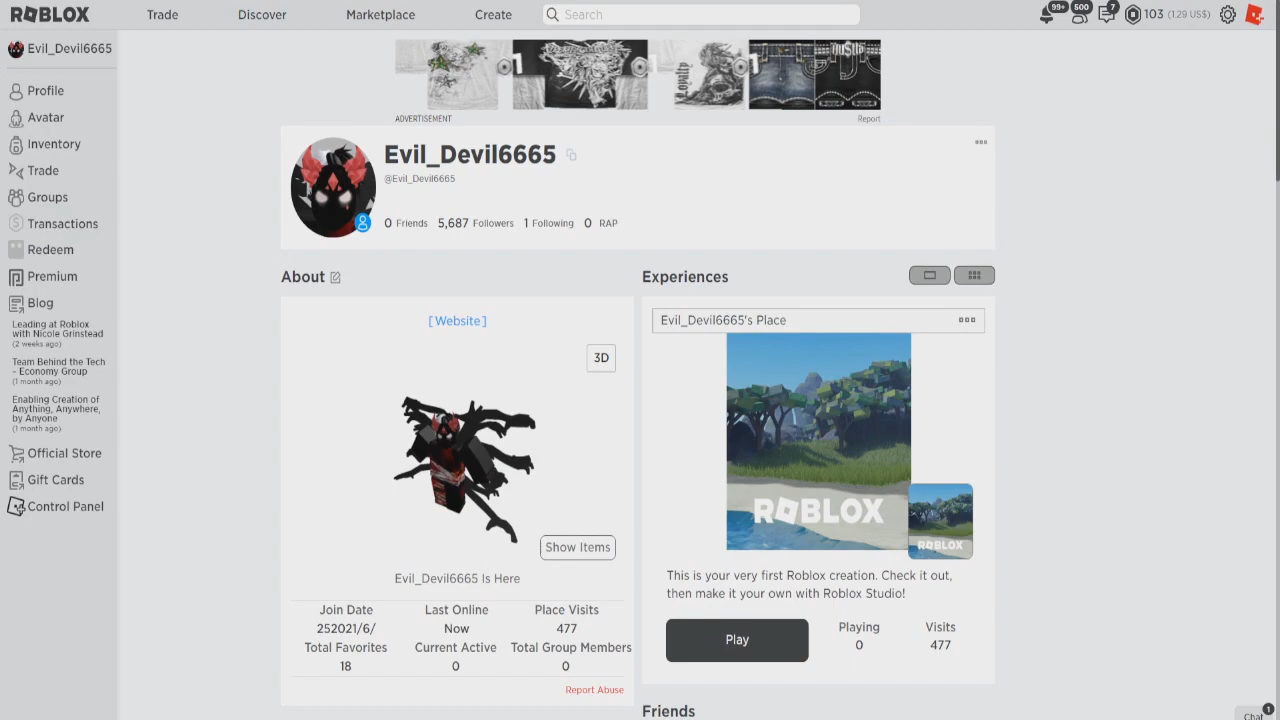 ROBLOX
Trade
Discover
Marketplace
Create
Search
99+
500
7
103 (1.29 US$)
Evil_Devil6665
Profile
Avatar
Inventory
Trade
Groups
Transactions
Redeem
Premium
Blog
Leading at Roblox
with Nicole Grinstead
(2 weeks ago)
Team Behind the Tech
- Economy Group
(1 month ago)
Enabling Creation of
Anything, Anywhere,
by Anyone
(1 month ago)
Official Store
Gift Cards
Control Panel
Loyalty
ADVERTISEMENT
Report
Evil_Devil6665
@Evil_Devil6665
0 Friends 5,687 Followers 1 Following 0 RAP
About
[ Website ]
3D
Show Items
Evil_Devil6665 Is Here
Join Date Last Online Place Visits
252021/6/ Now 477
Total Favorites Current Active Total Group Members
18 0 0
Report Abuse
Experiences
Evil_Devil6665's Place
ROBLOX
ROBLOX
This is your very first Roblox creation. Check it out,
then make it your own with Roblox Studio!
Play
Playing Visits
0 477
Friends
Chat
1